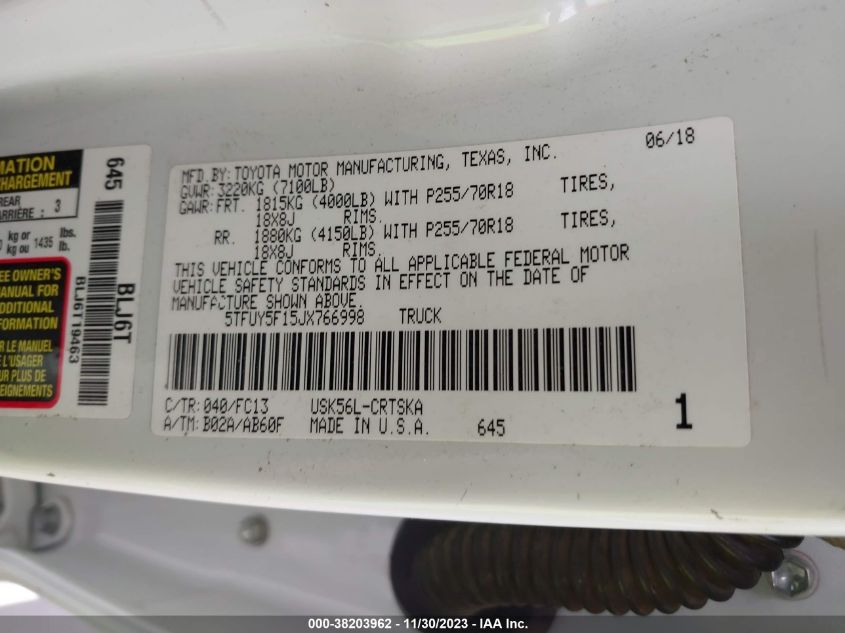 MATION
CHARGEMENT
REAR
ARRIÈRE : 3
kg or lbs.
kg ou 1435 lb.
EE OWNER'S
MANUAL FOR
ADDITIONAL
INFORMATION
R LE MANUEL
E L'USAGER
UR PLUS DE
SEIGNEMENTS
645
BLJ6T
BLJ6T19463
MFD.BY:TOYOTA MOTOR MANUFACTURING, TEXAS, INC. 06/18
GVWR:3220KG (7100LB)
GAWR:FRT. 1815KG (4000LB) WITH P255/70R18 TIRES,
18X8J RIMS.
RR. 1880KG (4150LB) WITH P255/70R18 TIRES,
18X8J RIMS.
THIS VEHICLE CONFORMS TO ALL APPLICABLE FEDERAL MOTOR
VEHICLE SAFETY STANDARDS IN EFFECT ON THE DATE OF
MANUFACTURE SHOWN ABOVE.
5TFUY5F15JX766998 TRUCK
C/TR: 040/FC13 USK56L-CRTSKA
A/TM: B02A/AB60F MADE IN U.S.A. 645 1
000-38203962 - 11/30/2023 - IAA Inc.